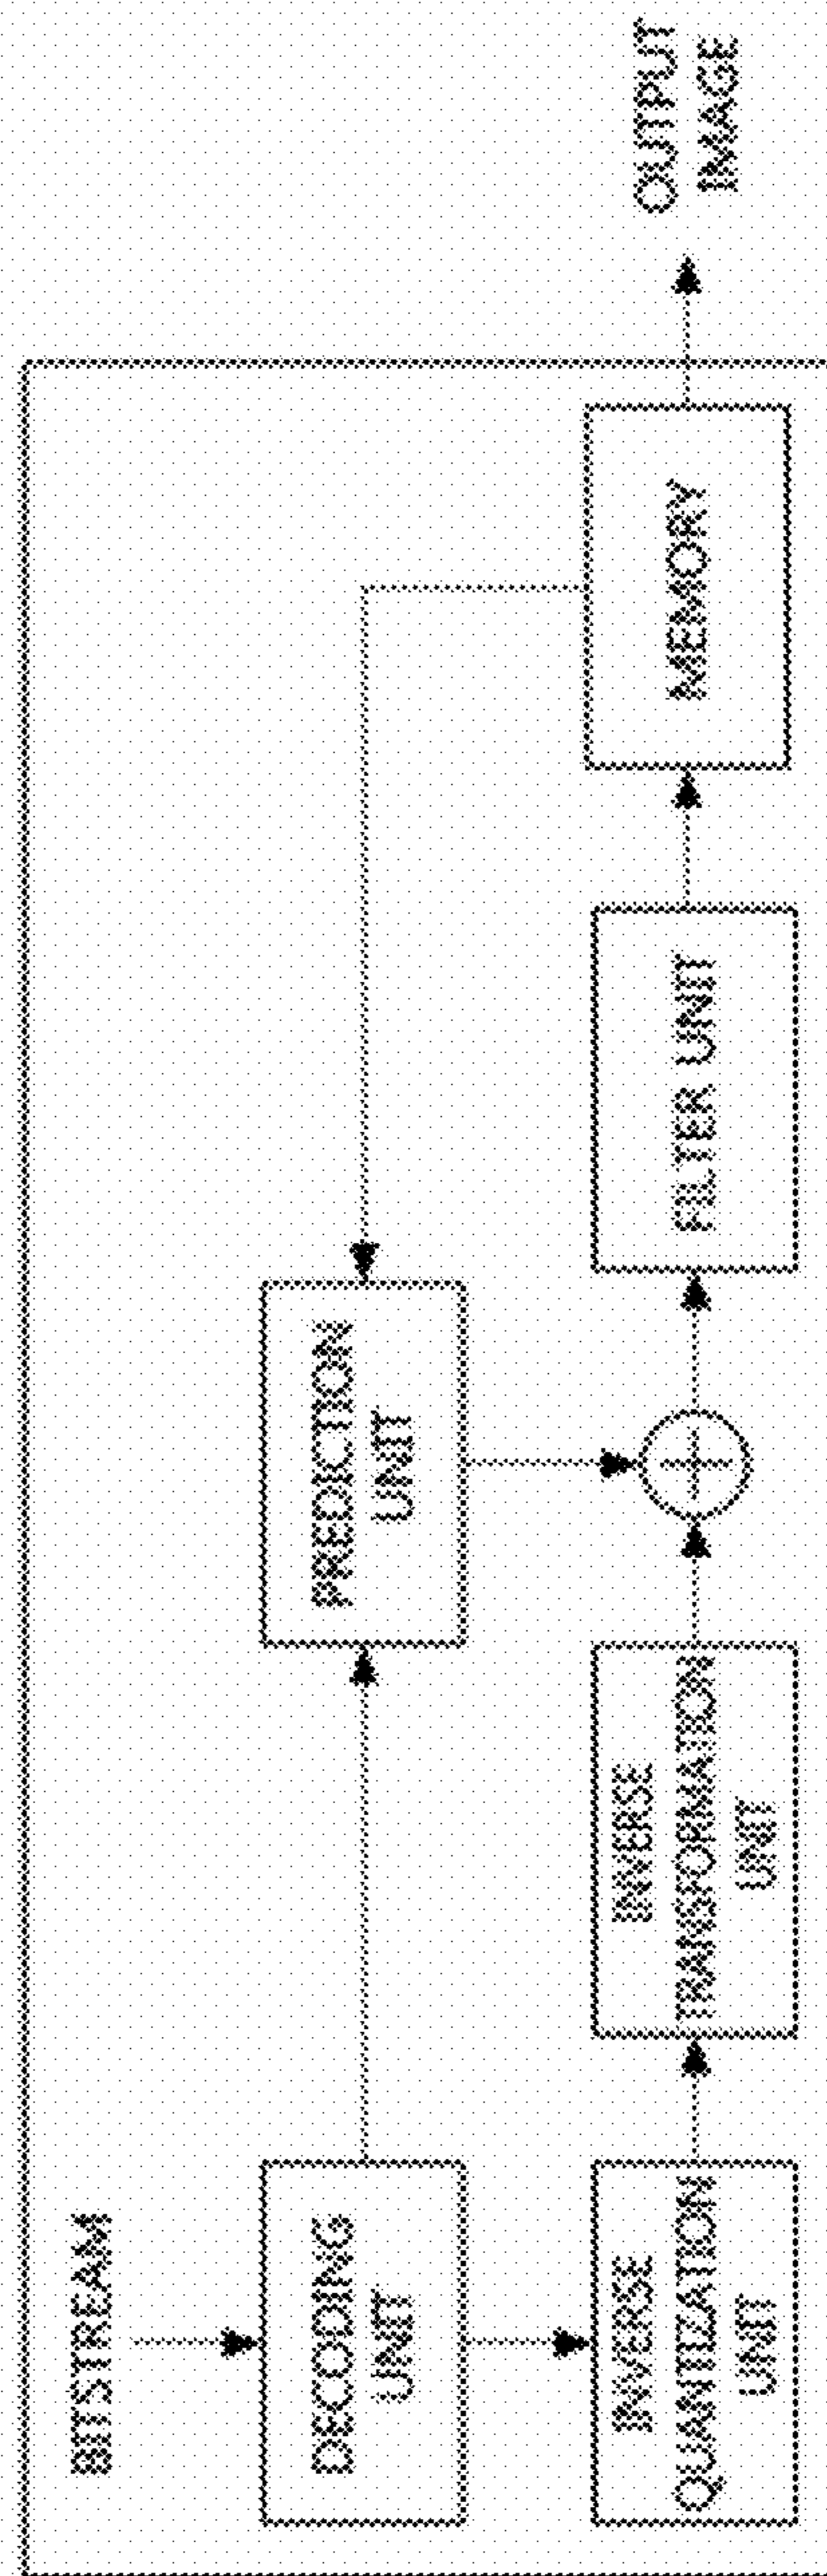 BITSTREAM
DECODING
UNIT
PREDICTION
UNIT
INVERSE
QUANTIZATION
UNIT
INVERSE
TRANSFORMATION
UNIT
FILTER UNIT
MEMORY
OUTPUT
IMAGE